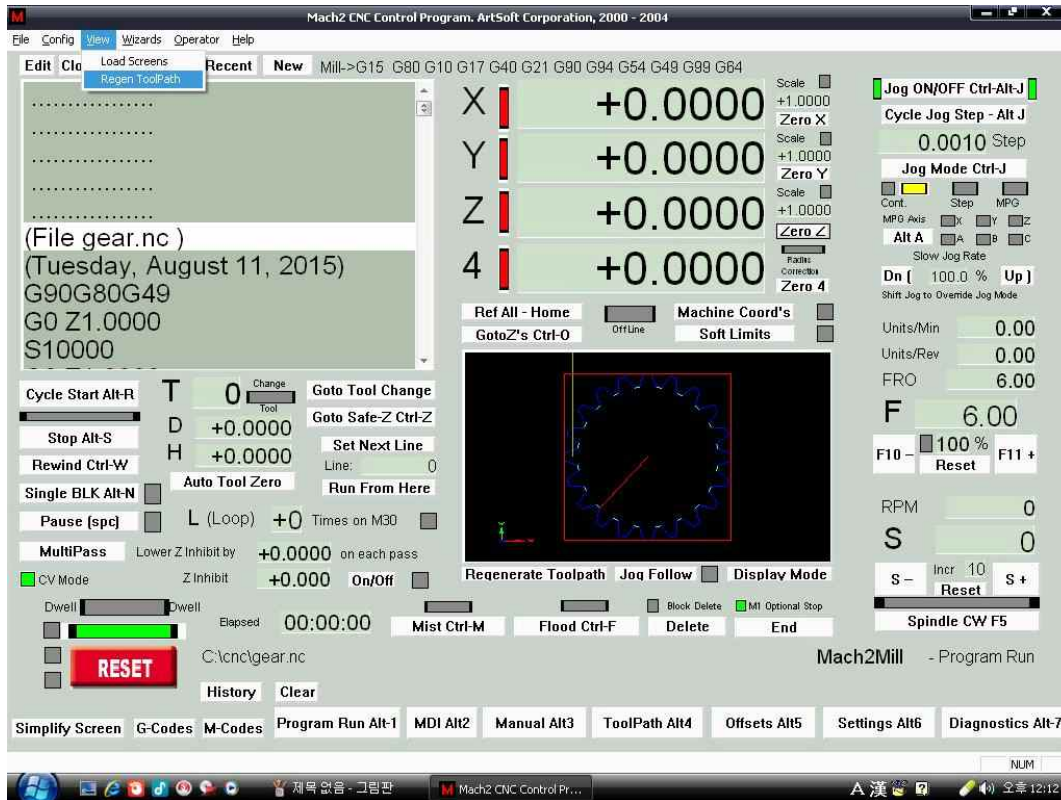 Mach2 CNC Control Program. ArtSoft Corporation, 2000 - 2004
File Config View Wizards Operator Help
Load Screens
Regen ToolPath
Edit Recent New Mill->G15 G80 G10 G17 G40 G21 G90 G94 G54 G49 G99 G64
................
................
................
................
................
(File gear.nc )
(Tuesday, August 11, 2015)
G90G80G49
G0 Z1.0000
S10000
X +0.0000 Scale +1.0000 Zero X
Y +0.0000 Scale +1.0000 Zero Y
Z +0.0000 Scale +1.0000 Zero Z
4 +0.0000 Radius Correction Zero 4
Ref All - Home OffLine Machine Coord's
GotoZ's Ctrl-O Soft Limits
Jog ON/OFF Ctrl-Alt-J
Cycle Jog Step - Alt J
0.0010 Step
Jog Mode Ctrl-J
Cont. Step MPG
MPG Axis X Y Z
Alt A A B C
Slow Jog Rate
Dn ( 100.0 % Up )
Shift Jog to Override Jog Mode
Units/Min 0.00
Units/Rev 0.00
FRO 6.00
F 6.00
F10 - 100 % F11 +
Reset
RPM 0
S 0
S - Incr 10 S +
Reset
Spindle CW F5
Cycle Start Alt-R
Stop Alt-S
Rewind Ctrl-W
Single BLK Alt-N
Pause (spc)
T 0 Change Tool Goto Tool Change
D +0.0000 Goto Safe-Z Ctrl-Z
H +0.0000 Set Next Line
Line: 0
Auto Tool Zero Run From Here
L (Loop) +0 Times on M30
MultiPass Lower Z Inhibit by +0.0000 on each pass
CV Mode Z Inhibit +0.000 On/Off
Regenerate Toolpath Jog Follow Display Mode
Dwell Dwell
Elapsed 00:00:00 Mist Ctrl-M Flood Ctrl-F
Block Delete M1 Optional Stop
Delete End
RESET
C:\cnc\gear.nc
Mach2Mill - Program Run
History Clear
Simplify Screen G-Codes M-Codes Program Run Alt-1 MDI Alt2 Manual Alt3 ToolPath Alt4 Offsets Alt5 Settings Alt6 Diagnostics Alt-7
NUM
제목 없음 - 그림판 Mach2 CNC Control Pr... A 漢 오후 12:12